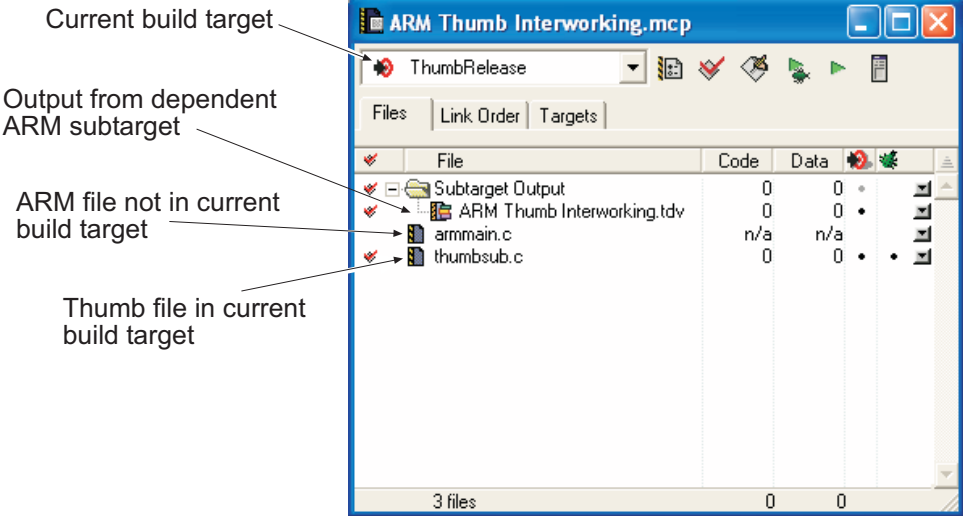 Current build target
Output from dependent
ARM subtarget
ARM file not in current
build target
Thumb file in current
build target
ARM Thumb Interworking.mcp
ThumbRelease
Files Link Order Targets
File Code Data
Subtarget Output 0 0
ARM Thumb Interworking.tdv 0 0
armmain.c n/a n/a
thumbsub.c 0 0
3 files 0 0